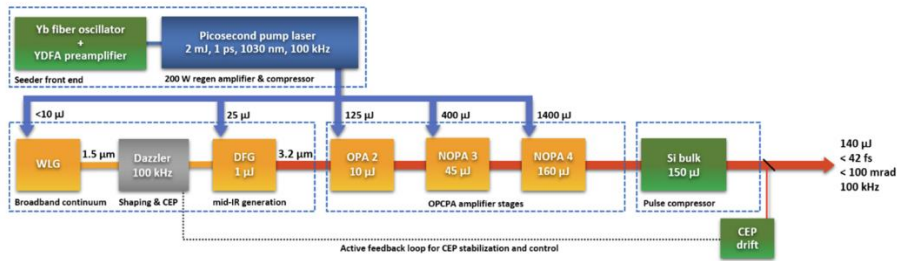 Yb fiber oscillator
+
YDFA preamplifier
Seeder front end
Picosecond pump laser
2 mJ, 1 ps, 1030 nm, 100 kHz
200 W regen amplifier & compressor
<10 µJ
25 µJ
125 µJ
400 µJ
1400 µJ
WLG
1.5 µm
Dazzler
100 kHz
DFG
1 µJ
3.2 µm
OPA 2
10 µJ
NOPA 3
45 µJ
NOPA 4
160 µJ
Si bulk
150 µJ
140 µJ
< 42 fs
< 100 mrad
100 kHz
Broadband continuum
Shaping & CEP
mid-IR generation
OPCPA amplifier stages
Pulse compressor
CEP
drift
Active feedback loop for CEP stabilization and control